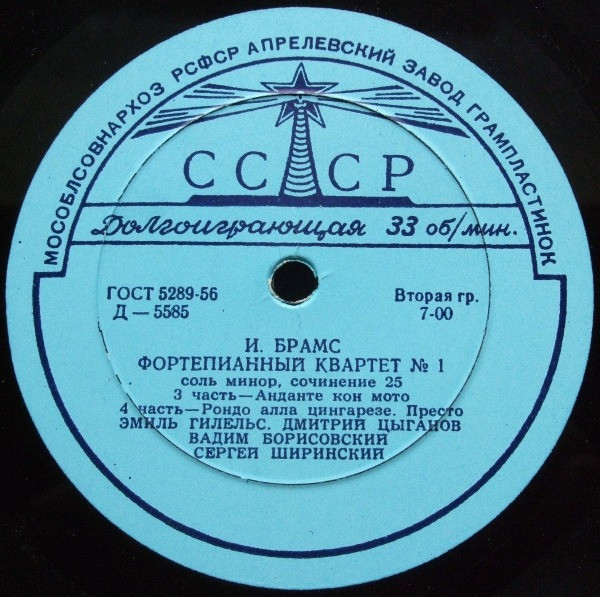 МОСОБЛСОВНАРХОЗ РСФСР АПРЕЛЕВСКИЙ ЗАВОД ГРАМПЛАСТИНОК
СССР
Долгоиграющая 33 об/мин.
ГОСТ 5289-56 Вторая гр.
Д — 5585 7-00
И. БРАМС
ФОРТЕПИАННЫЙ КВАРТЕТ № 1
соль минор, сочинение 25
3 часть—Анданте кон мото
4 часть—Рондо алла цингарезе. Престо
ЭМИЛЬ ГИЛЕЛЬС. ДМИТРИЙ ЦЫГАНОВ
ВАДИМ БОРИСОВСКИЙ
СЕРГЕЙ ШИРИНСКИЙ